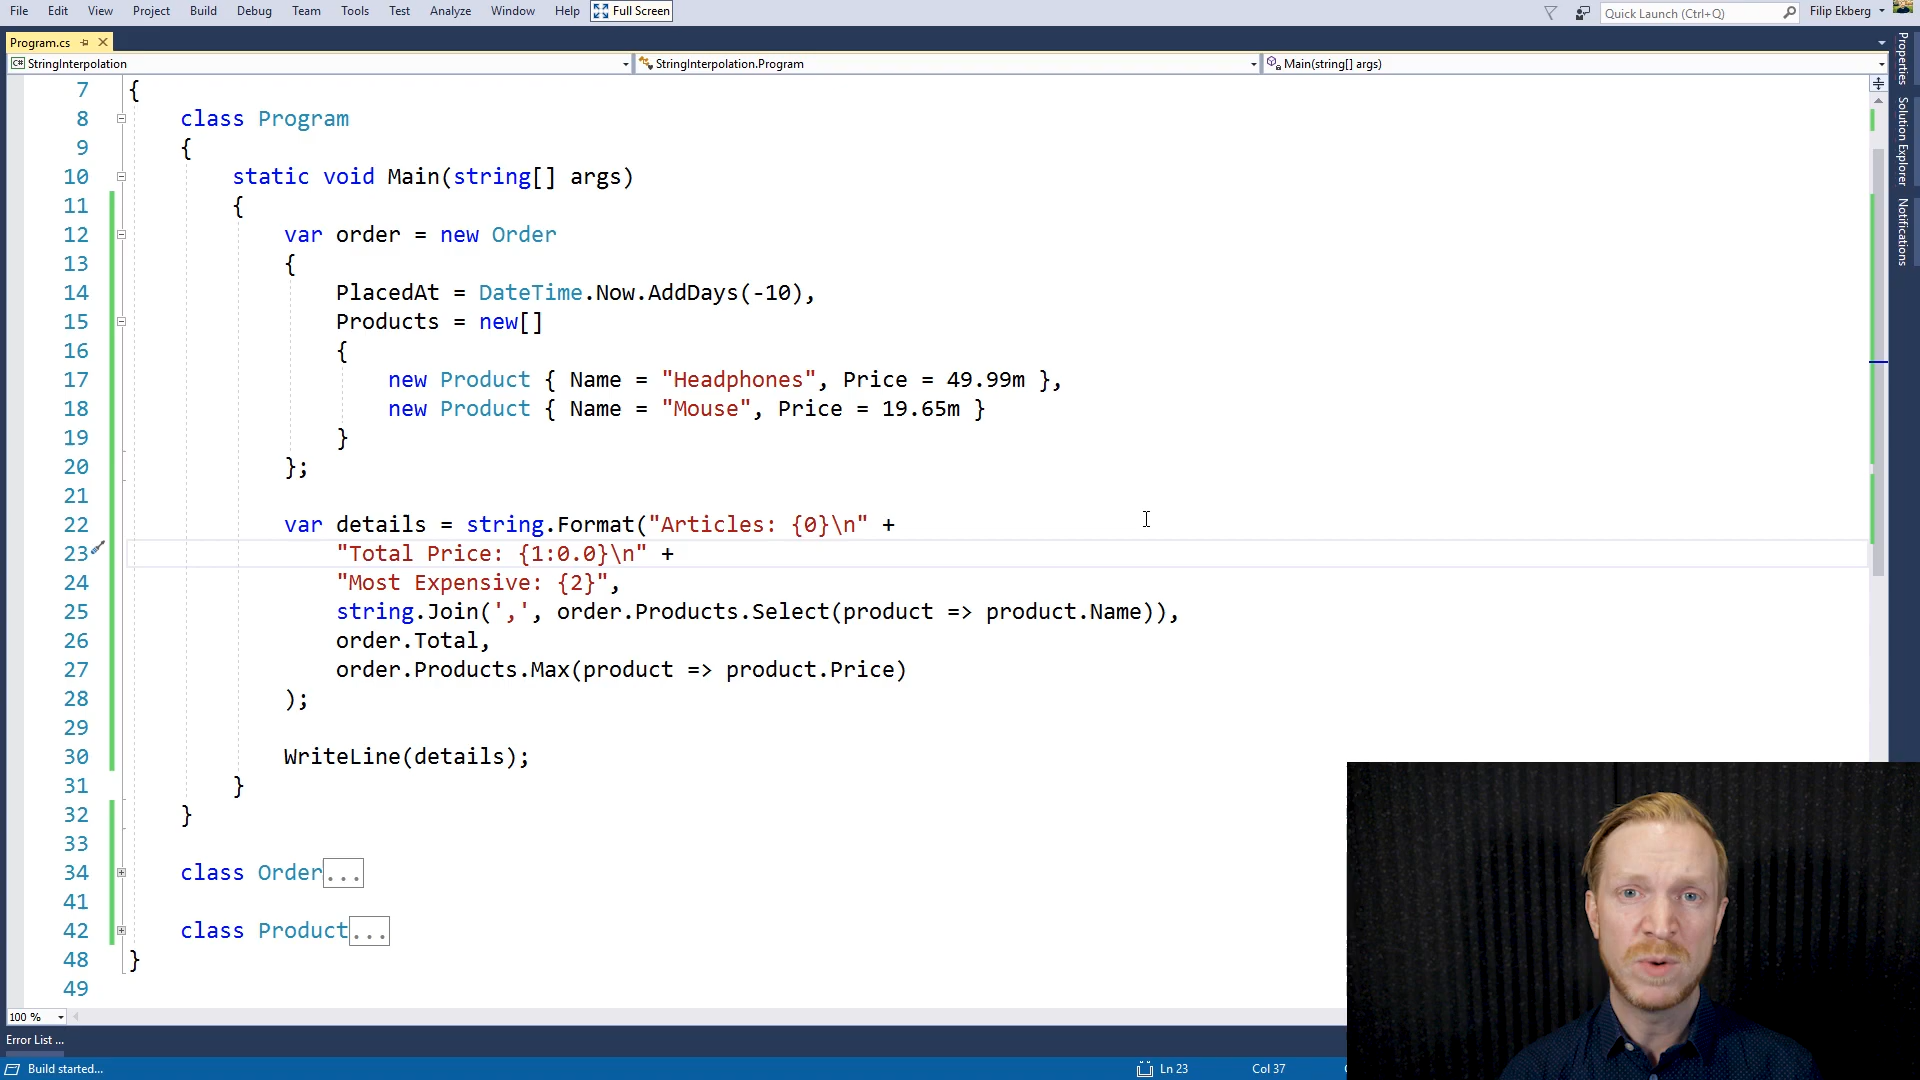 File Edit View Project Build Debug Team Tools Test Analyze Window Help Full Screen Quick Launch (Ctrl+Q) Filip Ekberg
Program.cs
StringInterpolation StringInterpolation.Program Main(string[] args)
7 {
8 class Program
9 {
10 static void Main(string[] args)
11 {
12 var order = new Order
13 {
14 PlacedAt = DateTime.Now.AddDays(-10),
15 Products = new[]
16 {
17 new Product { Name = "Headphones", Price = 49.99m },
18 new Product { Name = "Mouse", Price = 19.65m }
19 }
20 };
21
22 var details = string.Format("Articles: {0}\n" +
23 "Total Price: {1:0.0}\n" +
24 "Most Expensive: {2}",
25 string.Join(',', order.Products.Select(product => product.Name)),
26 order.Total,
27 order.Products.Max(product => product.Price)
28 );
29
30 WriteLine(details);
31 }
32 }
33
34 class Order...
41
42 class Product...
48 }
49
100 %
Error List ...
Build started... Ln 23 Col 37
Properties
Solution Explorer
Notifications